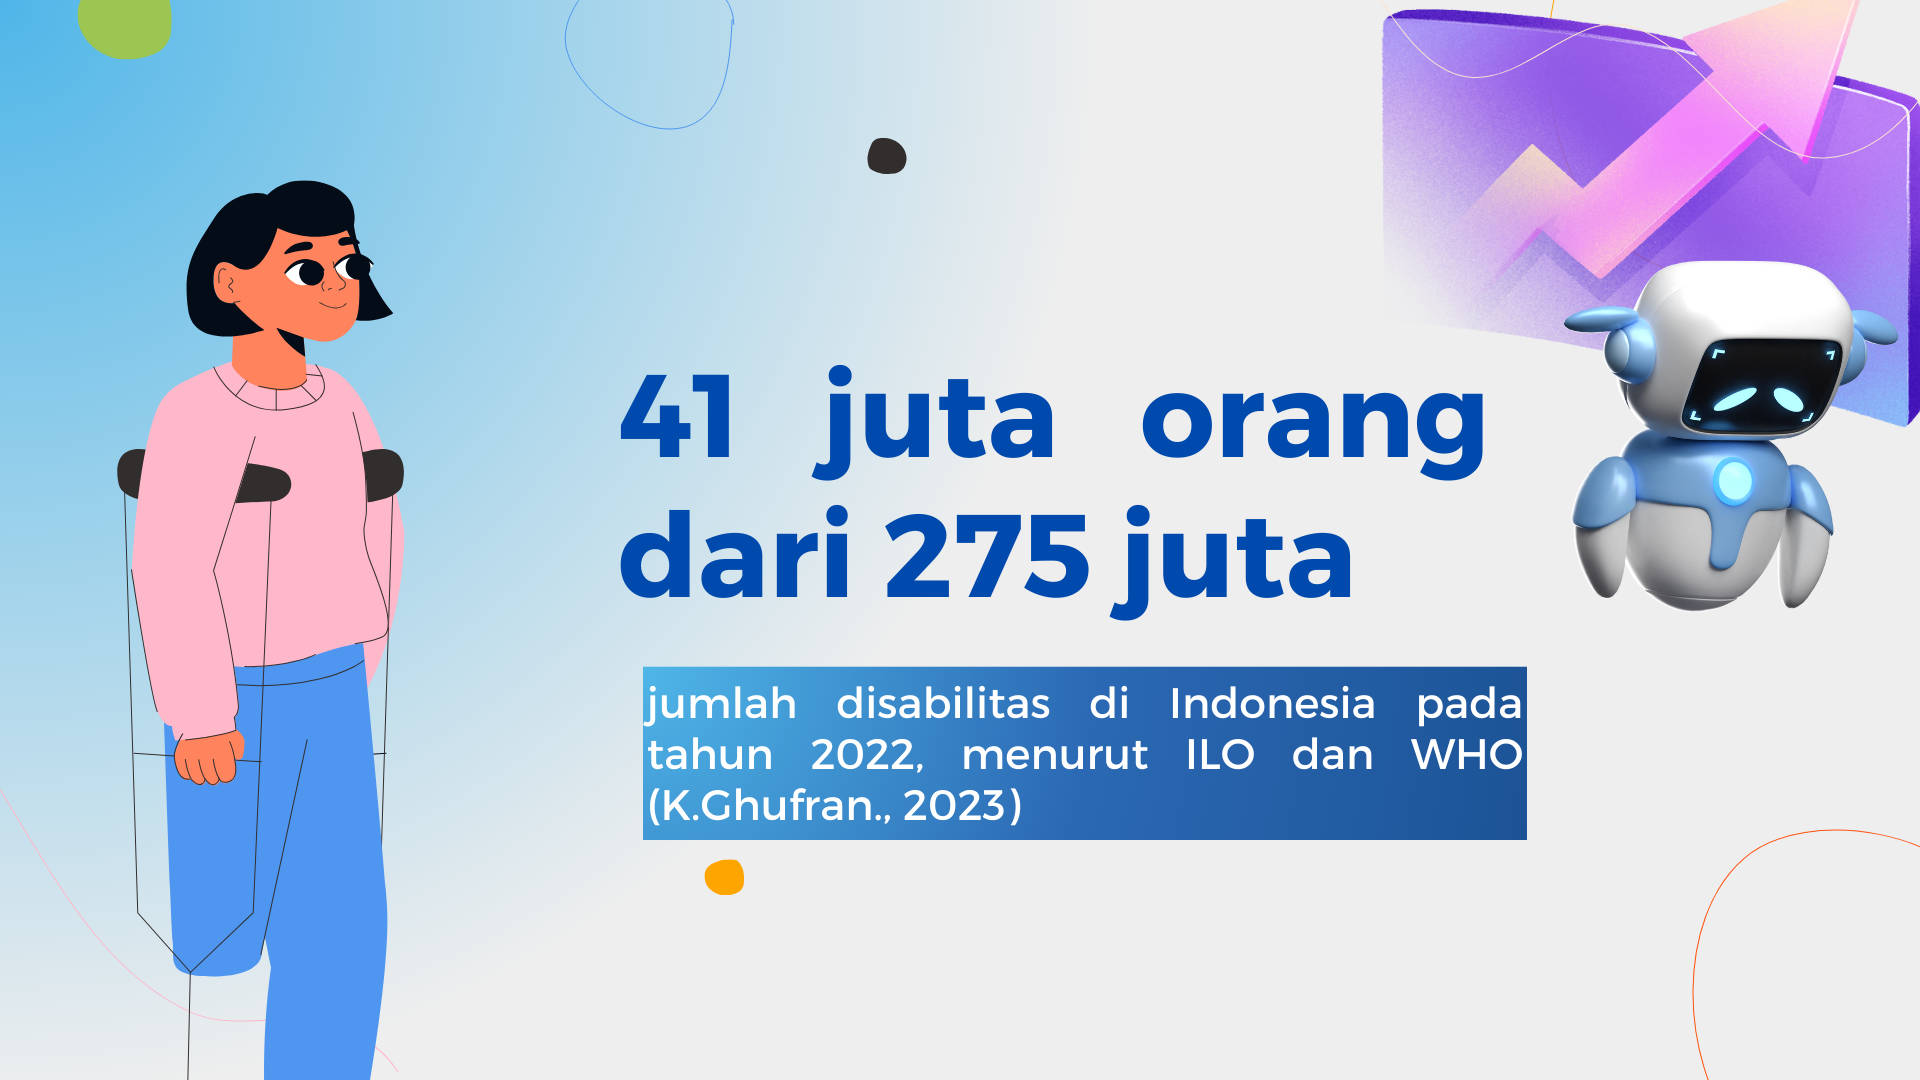 41 juta orang
dari 275 juta
jumlah disabilitas di Indonesia pada
tahun 2022, menurut ILO dan WHO
(K.Ghufran., 2023)